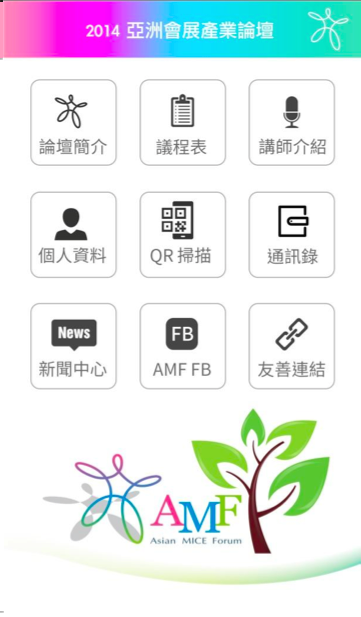 2014 亞洲會展產業論壇
論壇簡介
議程表
講師介紹
個人資料
QR 掃描
通訊錄
News
新聞中心
FB
AMF FB
友善連結
AMF
Asian MICE Forum